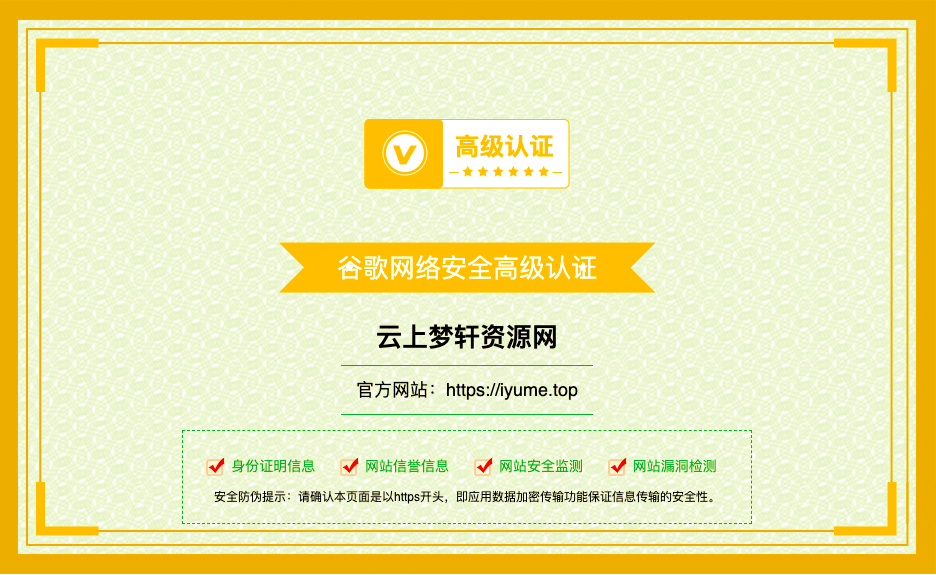 高级认证
谷歌网络安全高级认证
云上梦轩资源网
官方网站：https://iyume.top
身份证明信息 网站信誉信息 网站安全监测 网站漏洞检测
安全防伪提示：请确认本页面是以https开头，即应用数据加密传输功能保证信息传输的安全性。